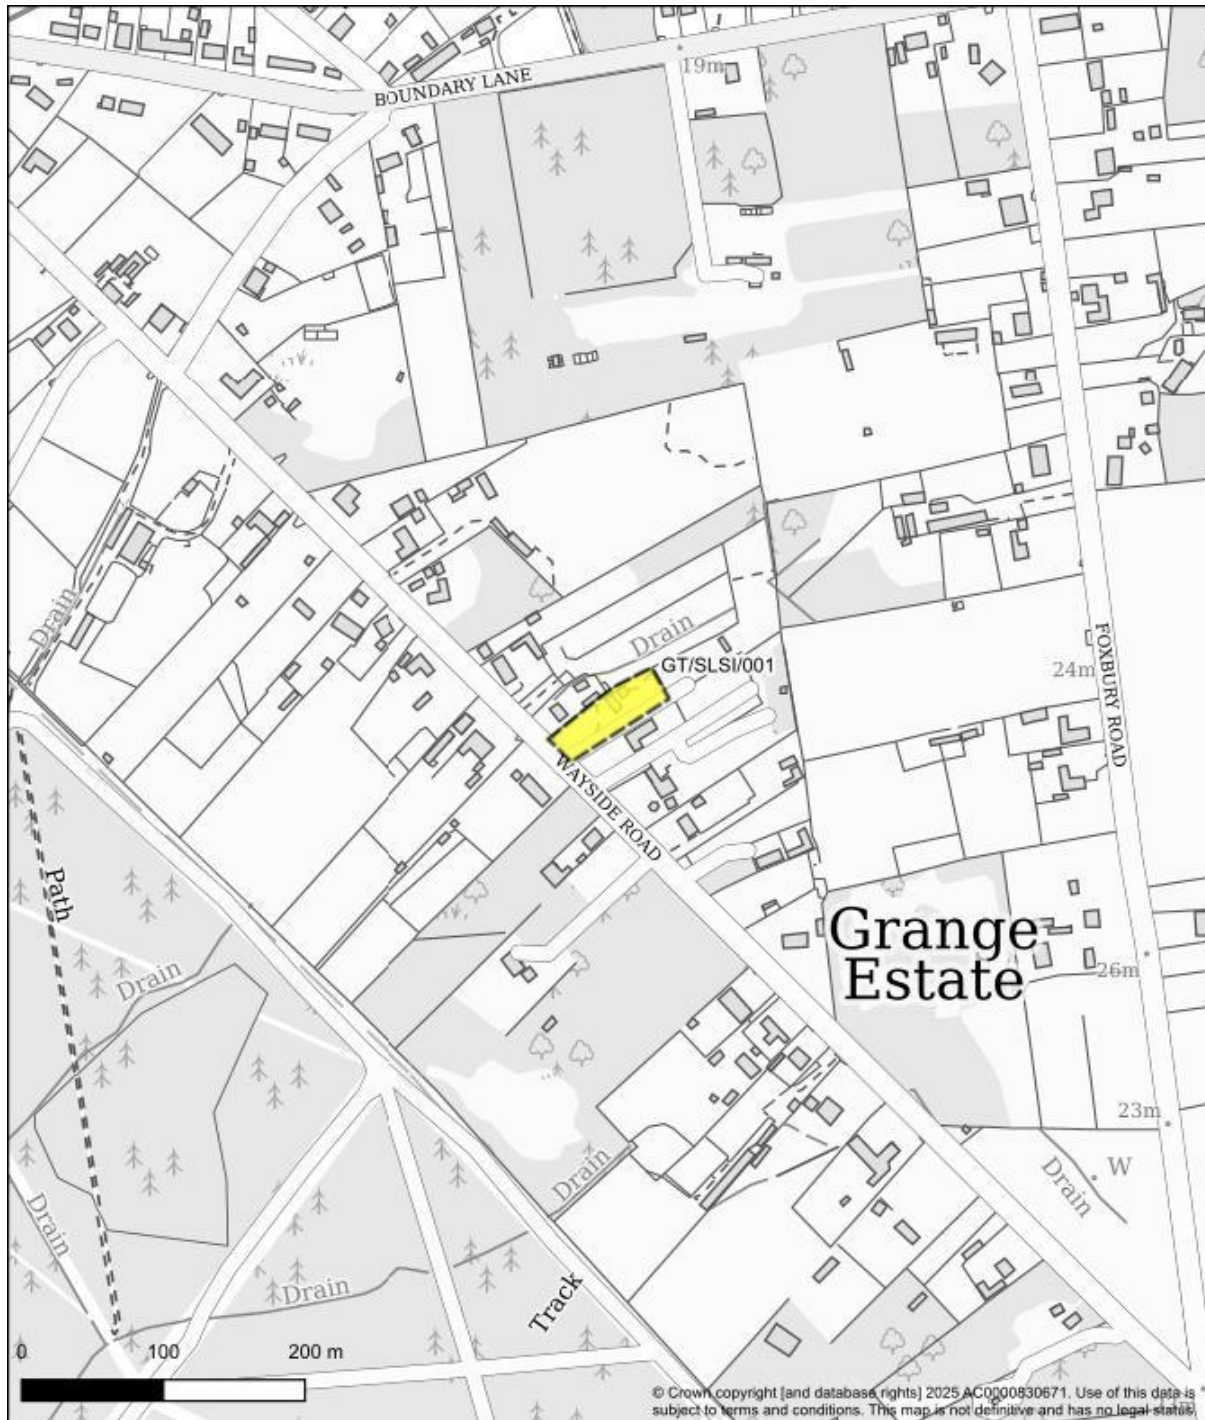 BOUNDARY LANE
19m
Drain
Drain
GT/SLSI/001
24m
FOXBURY ROAD
WAYSIDE ROAD
Path
Grange
Estate
Drain
26m
23m
W
Drain
Drain
Drain
Drain
Track
0 100 200 m
© Crown copyright [and database rights] 2025 AC0000830671. Use of this data is
subject to terms and conditions. This map is not definitive and has no legal status.